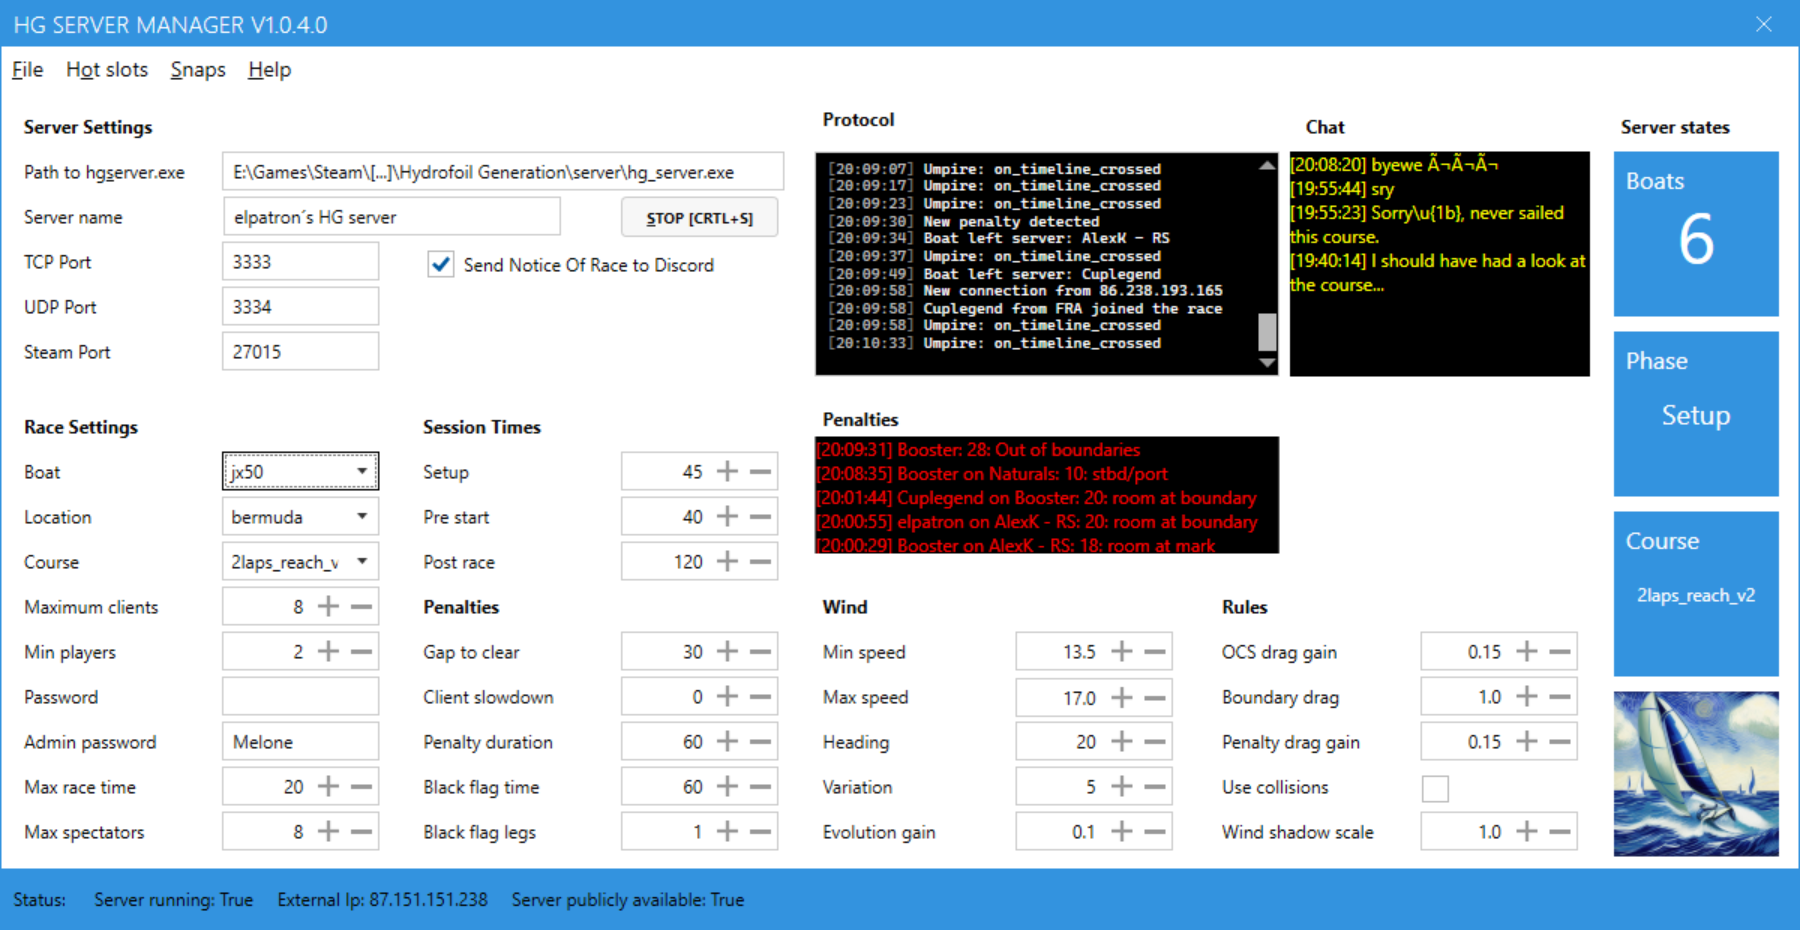 HG SERVER MANAGER V1.0.4.0
File Hot slots Snaps Help
Server Settings
Path to hgserver.exe E:\Games\Steam\[...]\Hydrofoil Generation\server\hg_server.exe
Server name elpatron´s HG server STOP [CRTL+S]
TCP Port 3333 Send Notice Of Race to Discord
UDP Port 3334
Steam Port 27015
Protocol
[20:09:07] Umpire: on_timeline_crossed
[20:09:17] Umpire: on_timeline_crossed
[20:09:23] Umpire: on_timeline_crossed
[20:09:30] New penalty detected
[20:09:34] Boat left server: AlexK - RS
[20:09:37] Umpire: on_timeline_crossed
[20:09:49] Boat left server: Cuplegend
[20:09:58] New connection from 86.238.193.165
[20:09:58] Cuplegend from FRA joined the race
[20:09:58] Umpire: on_timeline_crossed
[20:10:33] Umpire: on_timeline_crossed
Chat
[20:08:20] byewe Ã¬Ã¬Ã¬
[19:55:44] sry
[19:55:23] Sorry\u{1b}, never sailed
this course.
[19:40:14] I should have had a look at
the course...
Server states
Boats
6
Phase
Setup
Course
2laps_reach_v2
Race Settings
Boat jx50
Location bermuda
Course 2laps_reach_v
Maximum clients 8
Min players 2
Password
Admin password Melone
Max race time 20
Max spectators 8
Session Times
Setup 45
Pre start 40
Post race 120
Penalties
Gap to clear 30
Client slowdown 0
Penalty duration 60
Black flag time 60
Black flag legs 1
Penalties
[20:09:31] Booster: 28: Out of boundaries
[20:08:35] Booster on Naturals: 10: stbd/port
[20:01:44] Cuplegend on Booster: 20: room at boundary
[20:00:55] elpatron on AlexK - RS: 20: room at boundary
[20:00:29] Booster on AlexK - RS: 18: room at mark
Wind
Min speed 13.5
Max speed 17.0
Heading 20
Variation 5
Evolution gain 0.1
Rules
OCS drag gain 0.15
Boundary drag 1.0
Penalty drag gain 0.15
Use collisions
Wind shadow scale 1.0
Status: Server running: True External Ip: 87.151.151.238 Server publicly available: True